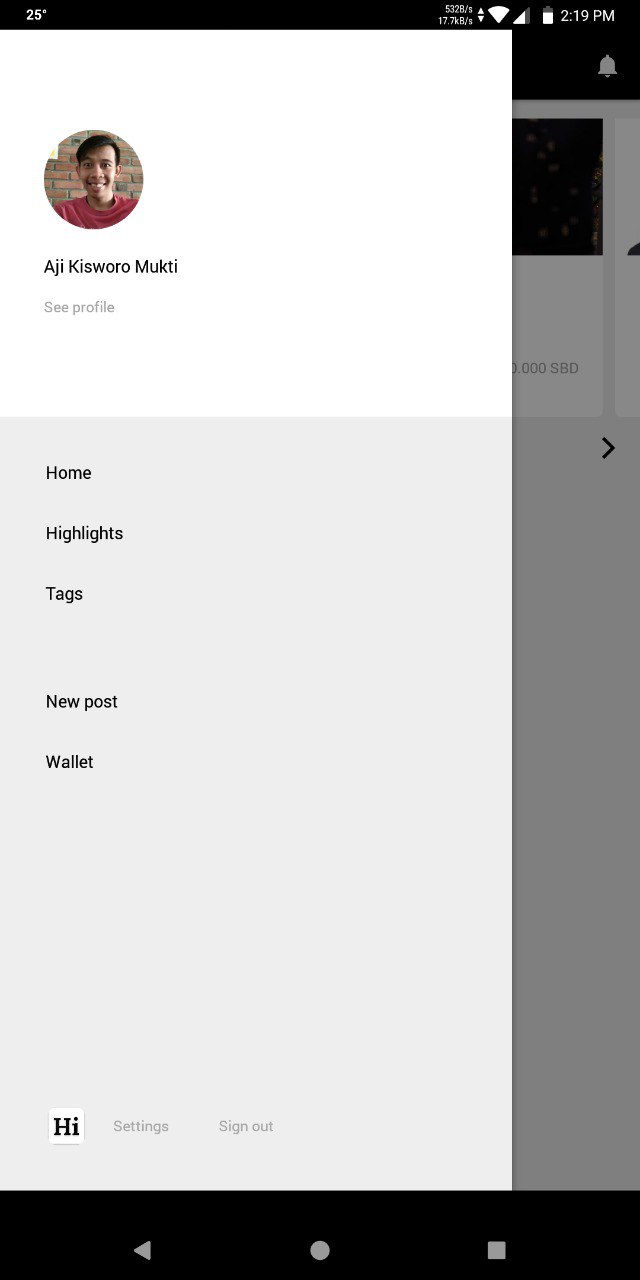 25°
532B/s
17.7kB/s
2:19 PM
Aji Kisworo Mukti
See profile
0.000 SBD
Home
Highlights
Tags
New post
Wallet
Hi
Settings
Sign out